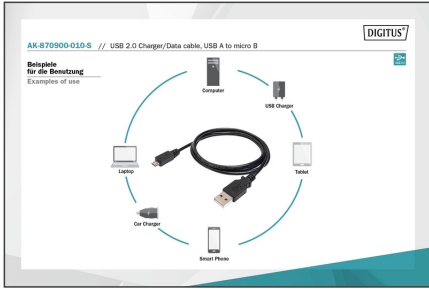 DIGITUS®
AK-870900-010-S // USB 2.0 Charger/Data cable, USB A to micro B
Beispiele
für die Benutzung
Examples of use
Computer
USB Charger
Laptop
Tablet
Car Charger
Smart Phone